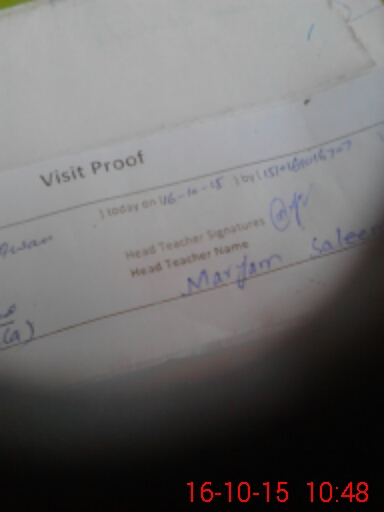 Visit Proof
) today on (16-10-15 ) by (
Head Teacher Signatures
Head Teacher Name
Maryam Saleem
(a)
16-10-15 10:48